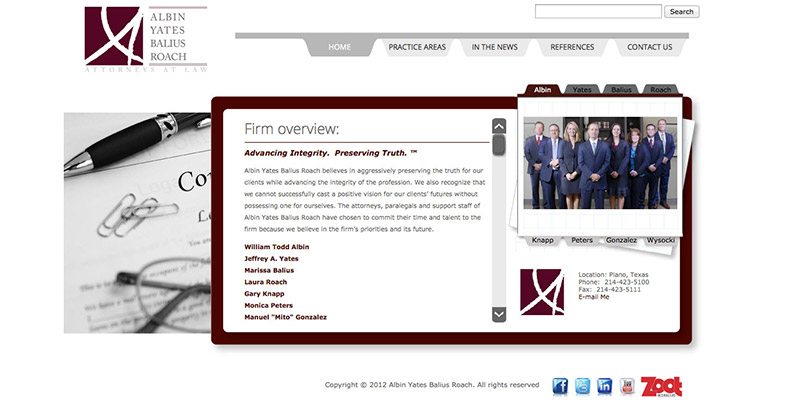 ALBIN
YATES
BALIUS
ROACH
ATTORNEYS AT LAW
Search
HOME
PRACTICE AREAS
IN THE NEWS
REFERENCES
CONTACT US
Albin
Yates
Balius
Roach
Firm overview:
Advancing Integrity.  Preserving Truth. ™
Albin Yates Balius Roach believes in aggressively preserving the truth for our
clients while advancing the integrity of the profession. We also recognize that
we cannot successfully cast a positive vision for our clients' futures without
possessing one for ourselves. The attorneys, paralegals and support staff of
Albin Yates Balius Roach have chosen to commit their time and talent to the
firm because we believe in the firm's priorities and its future.
William Todd Albin
Jeffrey A. Yates
Marissa Balius
Laura Roach
Gary Knapp
Monica Peters
Manuel "Mito" Gonzalez
Knapp
Peters
Gonzalez
Wysocki
Location: Plano, Texas
Phone:  214-423-5100
Fax:  214-423-5111
E-mail Me
Copyright © 2012 Albin Yates Balius Roach. All rights reserved
Zoot